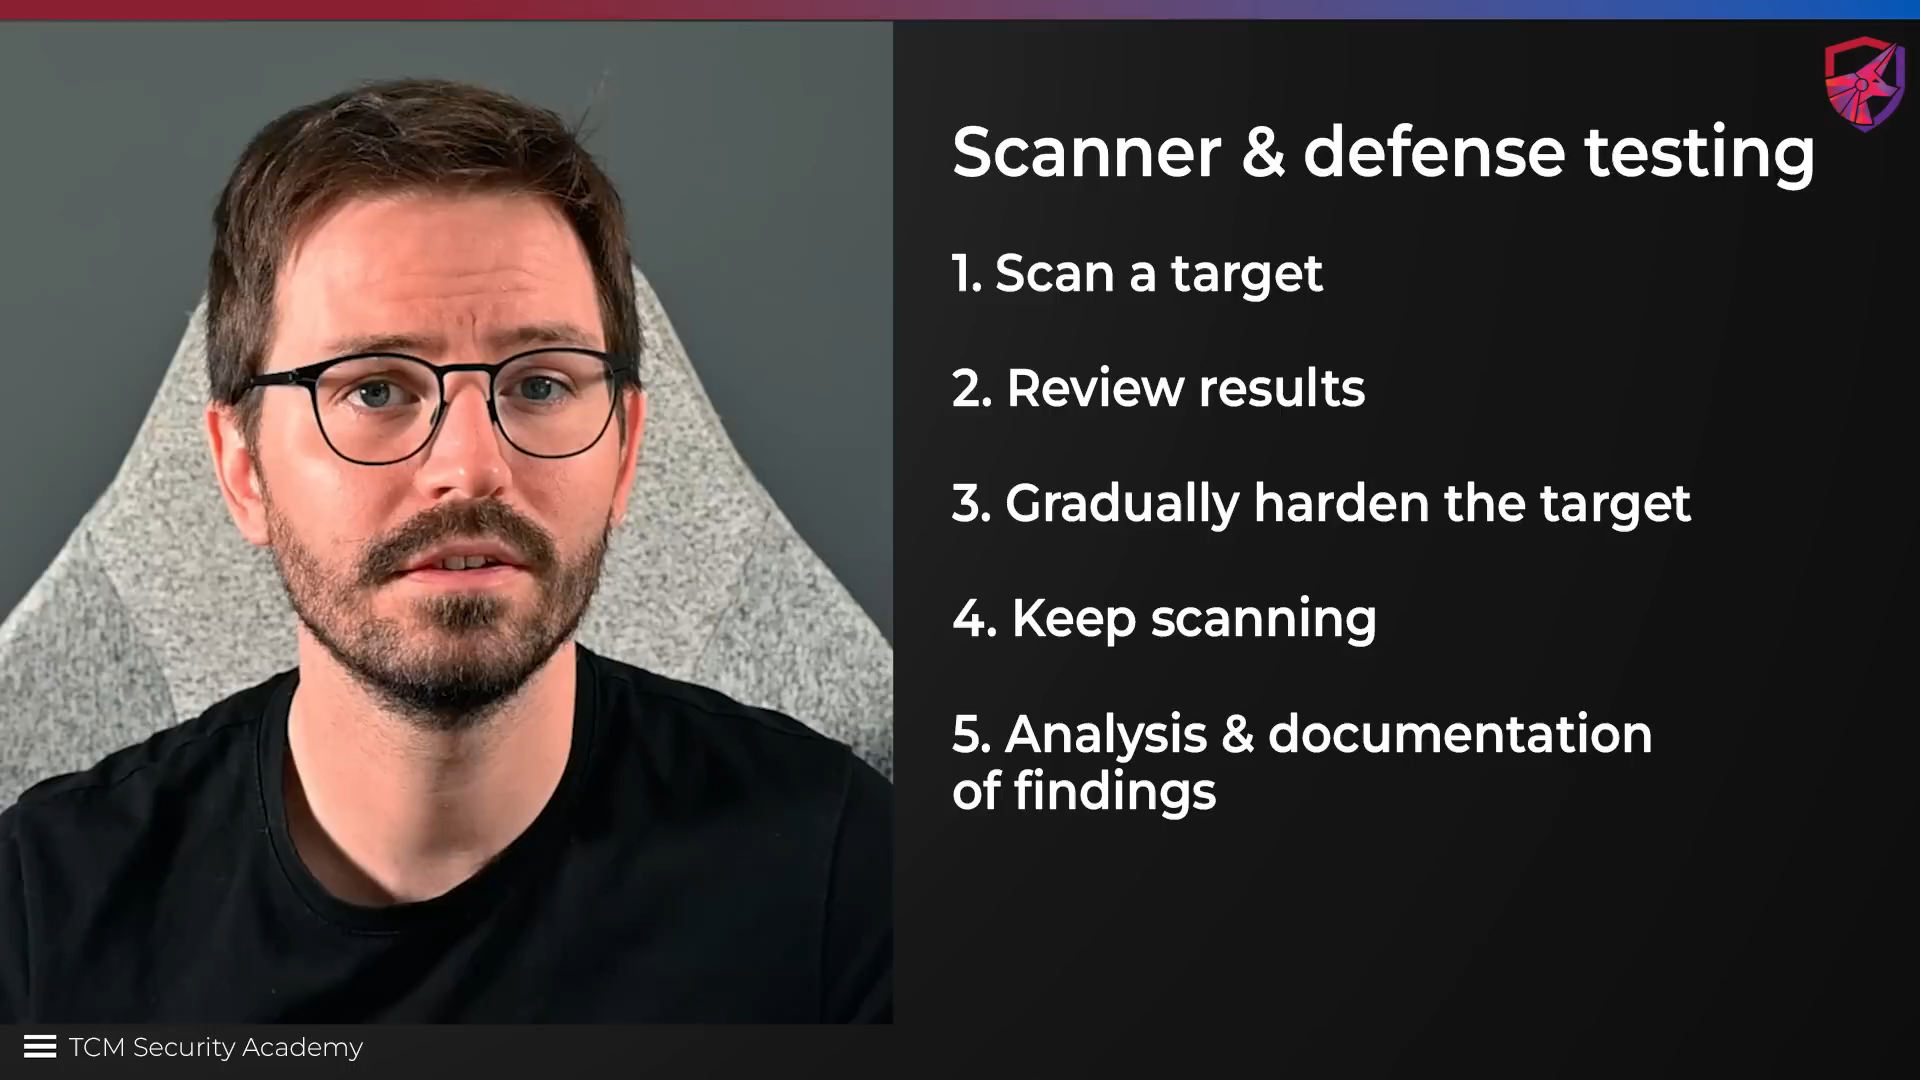 Scanner & defense testing
1. Scan a target
2. Review results
3. Gradually harden the target
4. Keep scanning
5. Analysis & documentation
of findings
TCM Security Academy